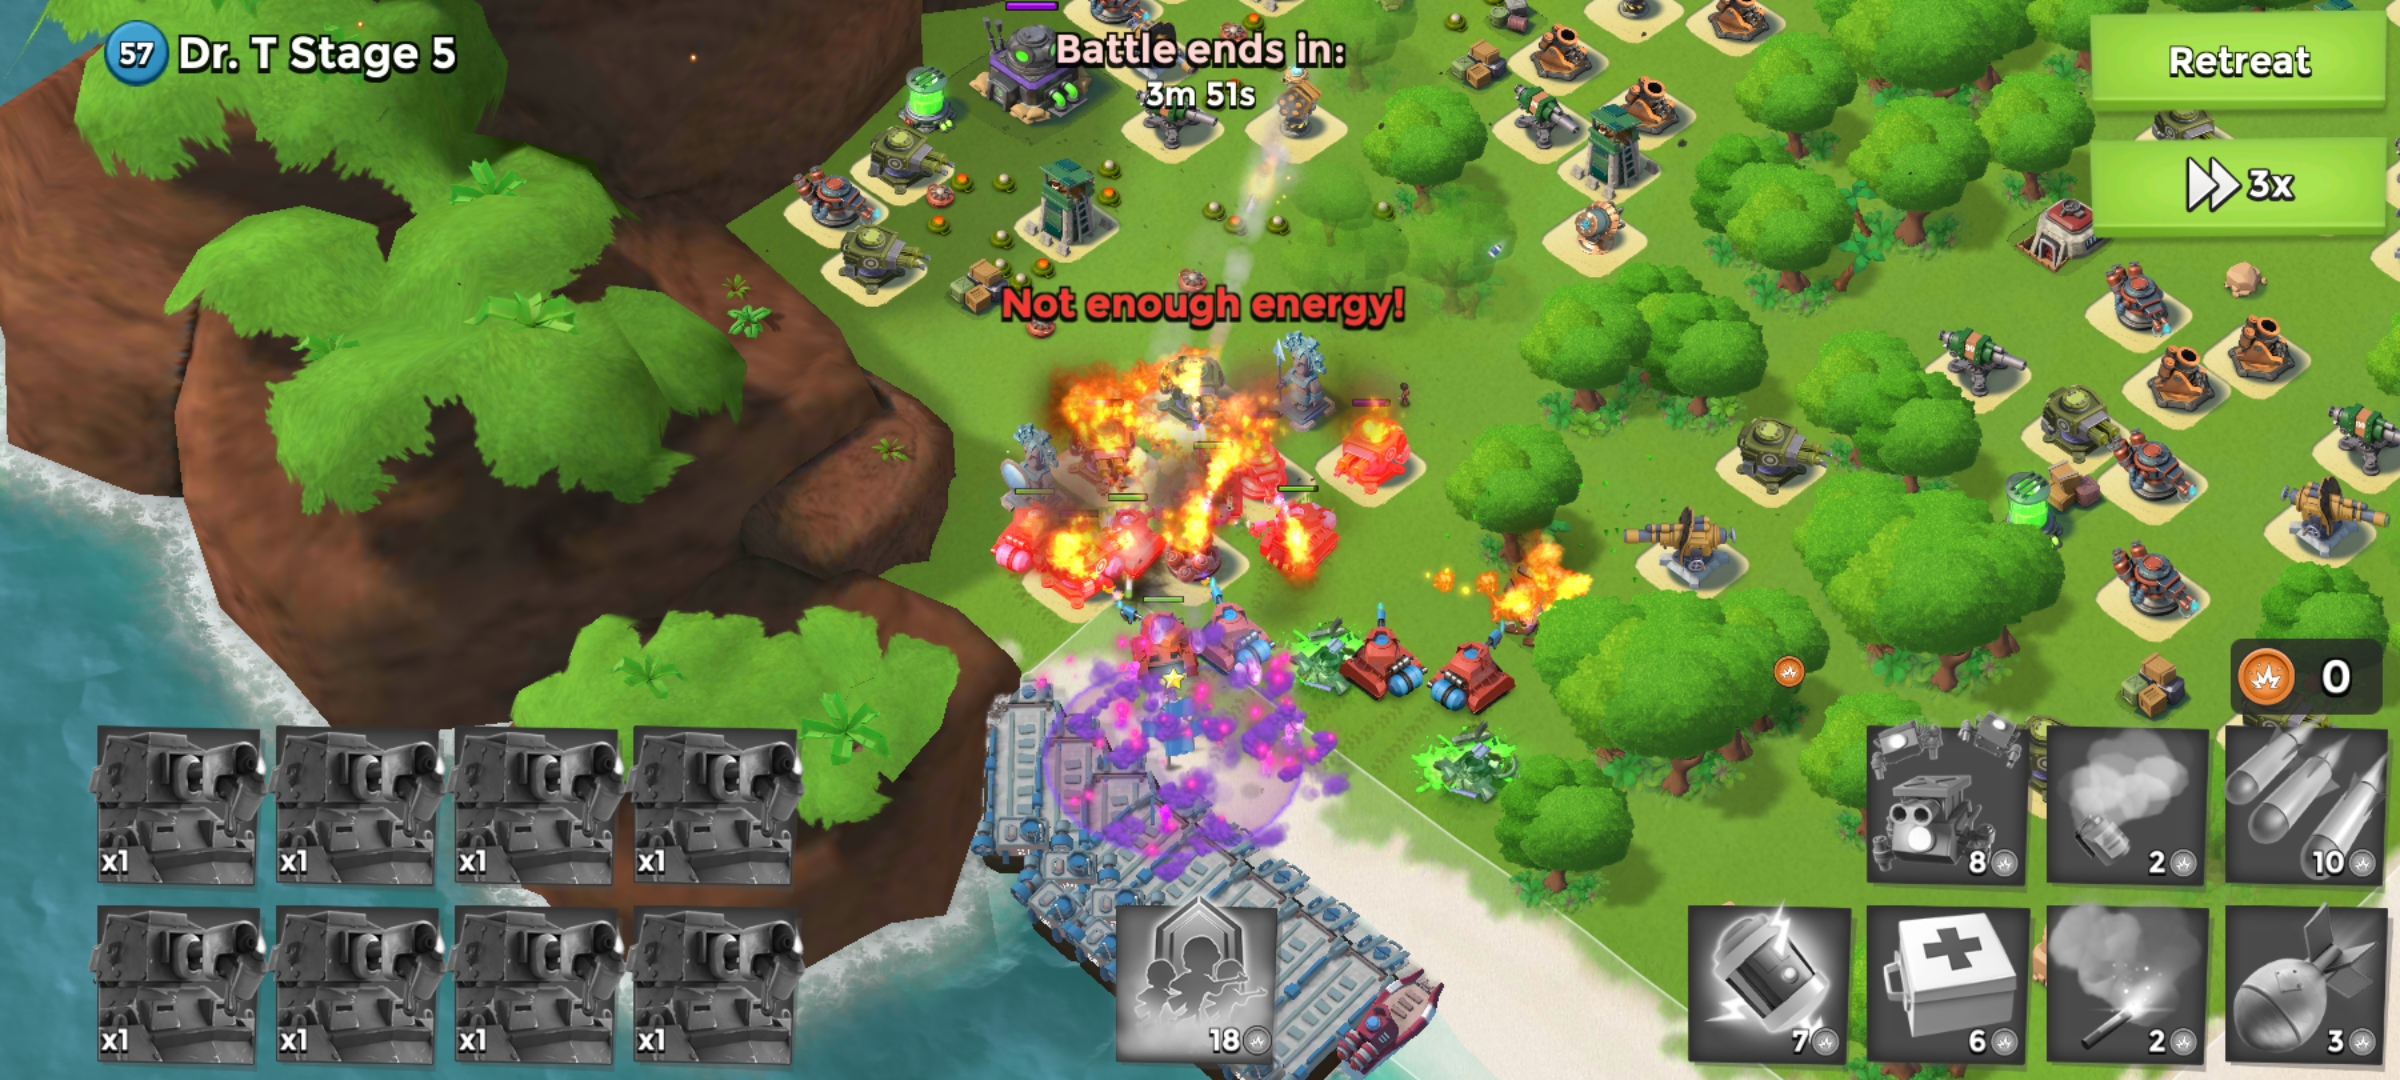 57 Dr. T Stage 5
Battle ends in:
3m 51s
Retreat
3x
Not enough energy!
0
x1 x1 x1 x1
8 2 10
x1 x1 x1 x1
18
7 6 2 3